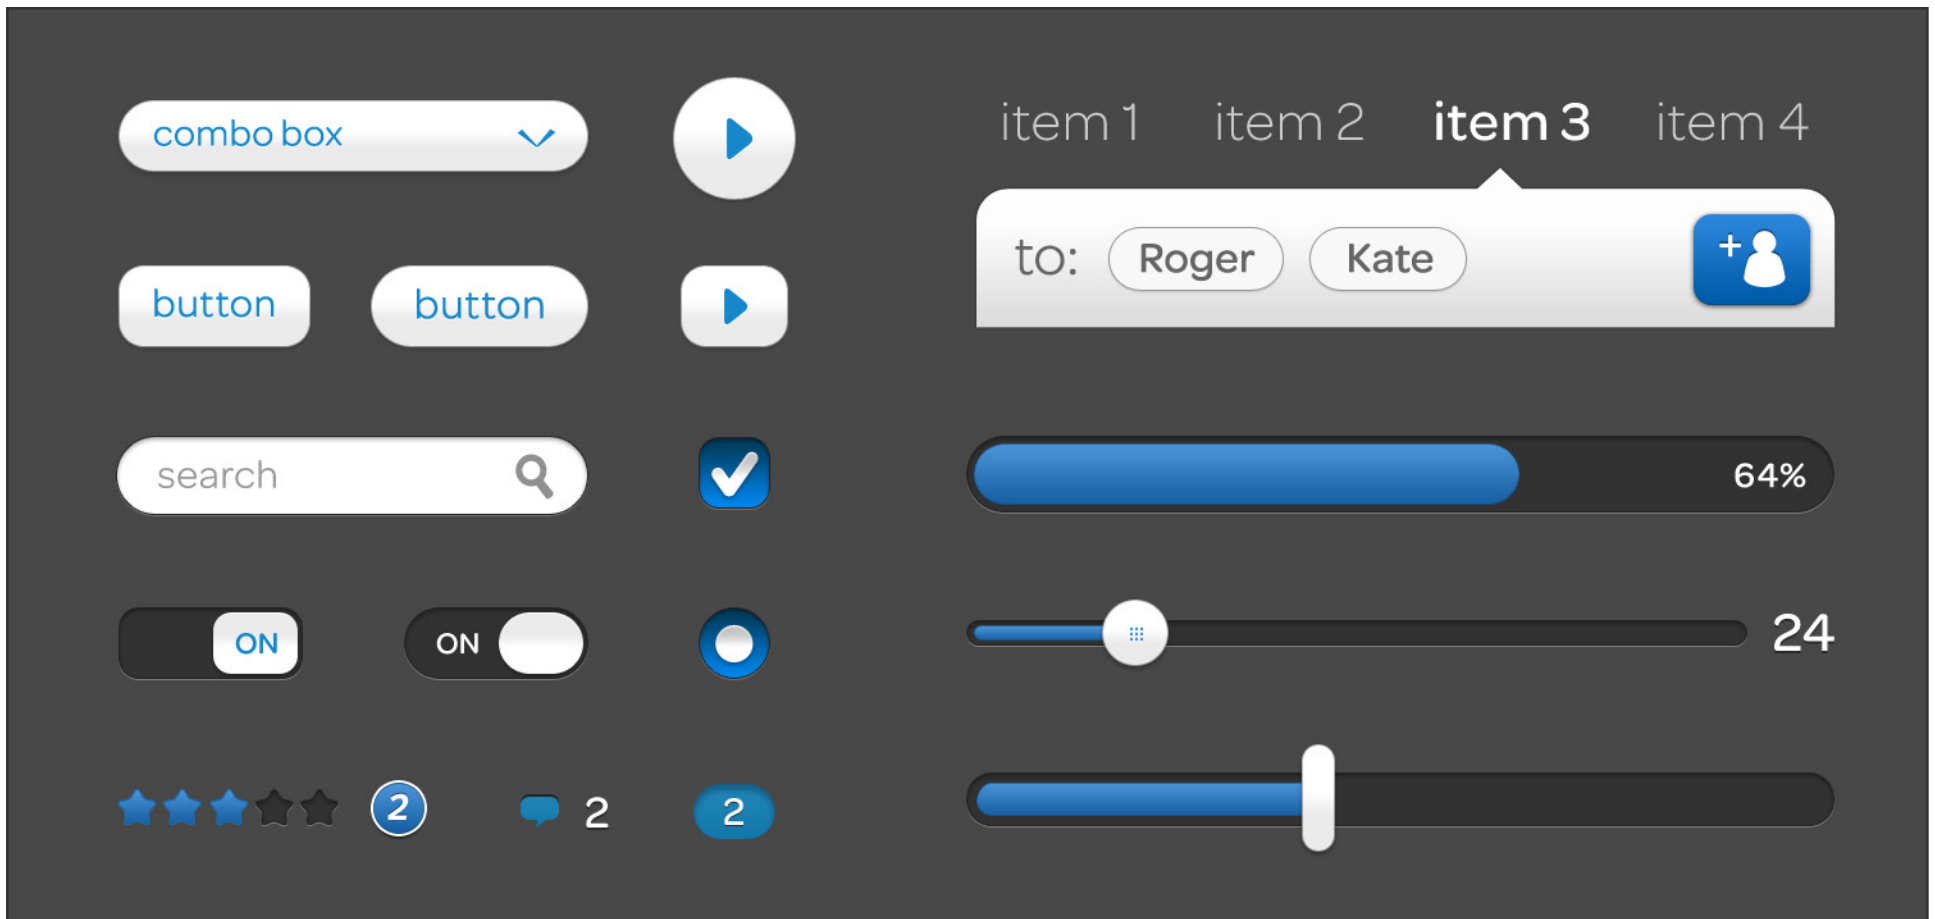 combo box
item 1 item 2 item 3 item 4
to: Roger Kate
button button
search
64%
ON ON
24
2 2 2